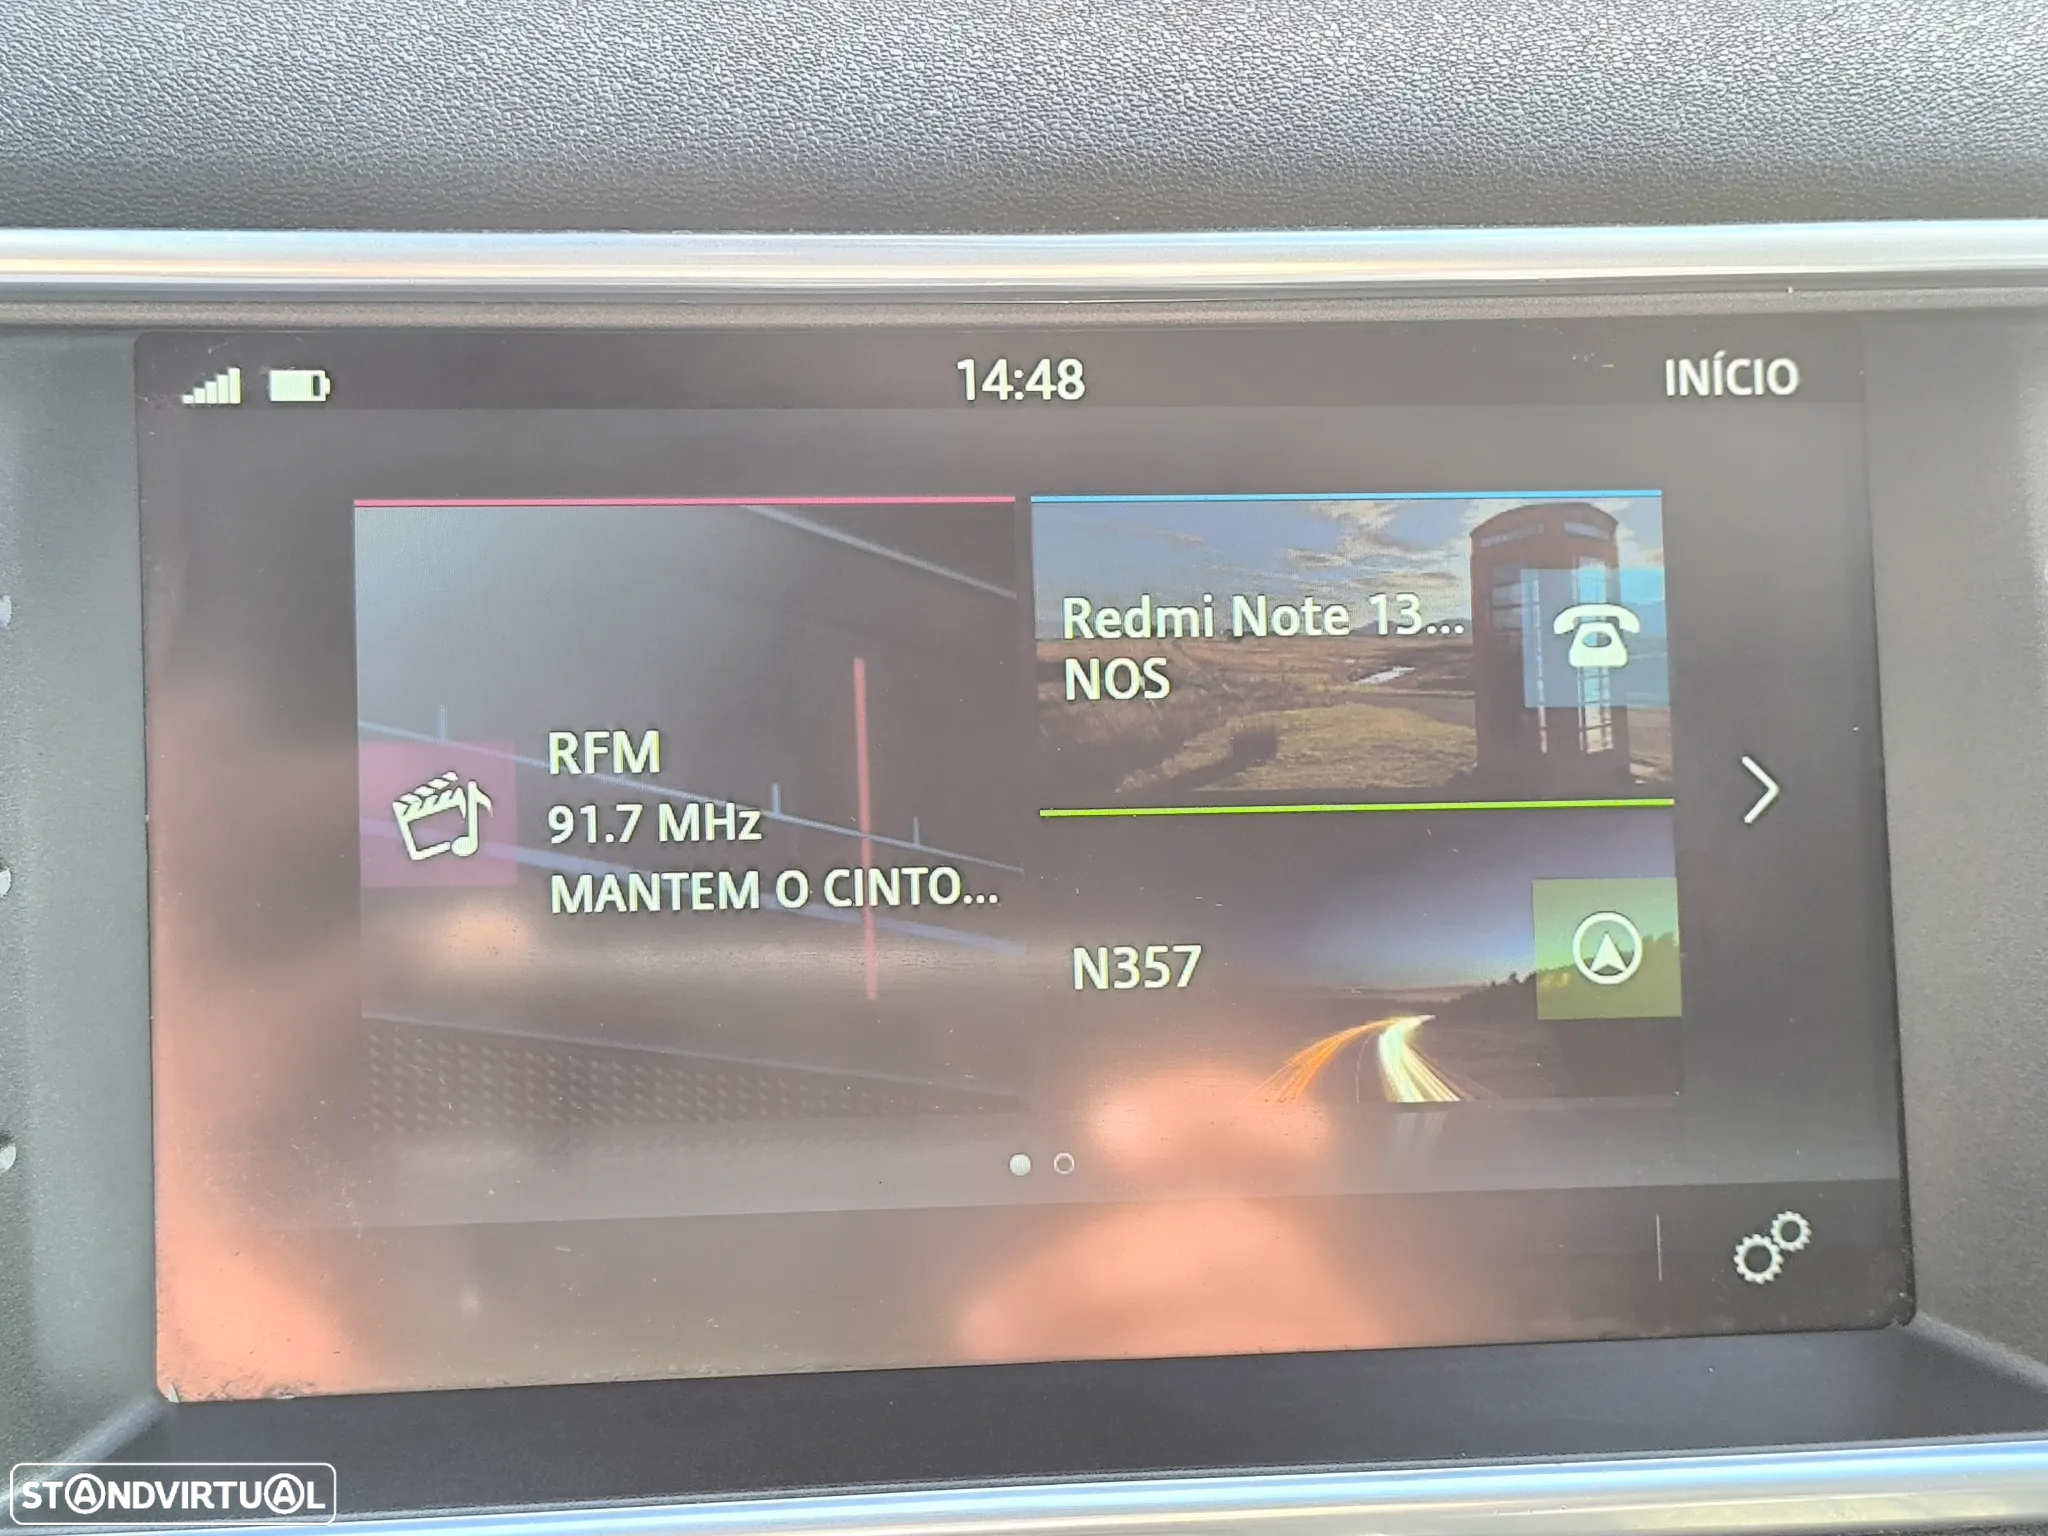 14:48
INÍCIO
RFM
91.7 MHz
MANTEM O CINTO...
Redmi Note 13...
NOS
N357
STANDVIRTUAL